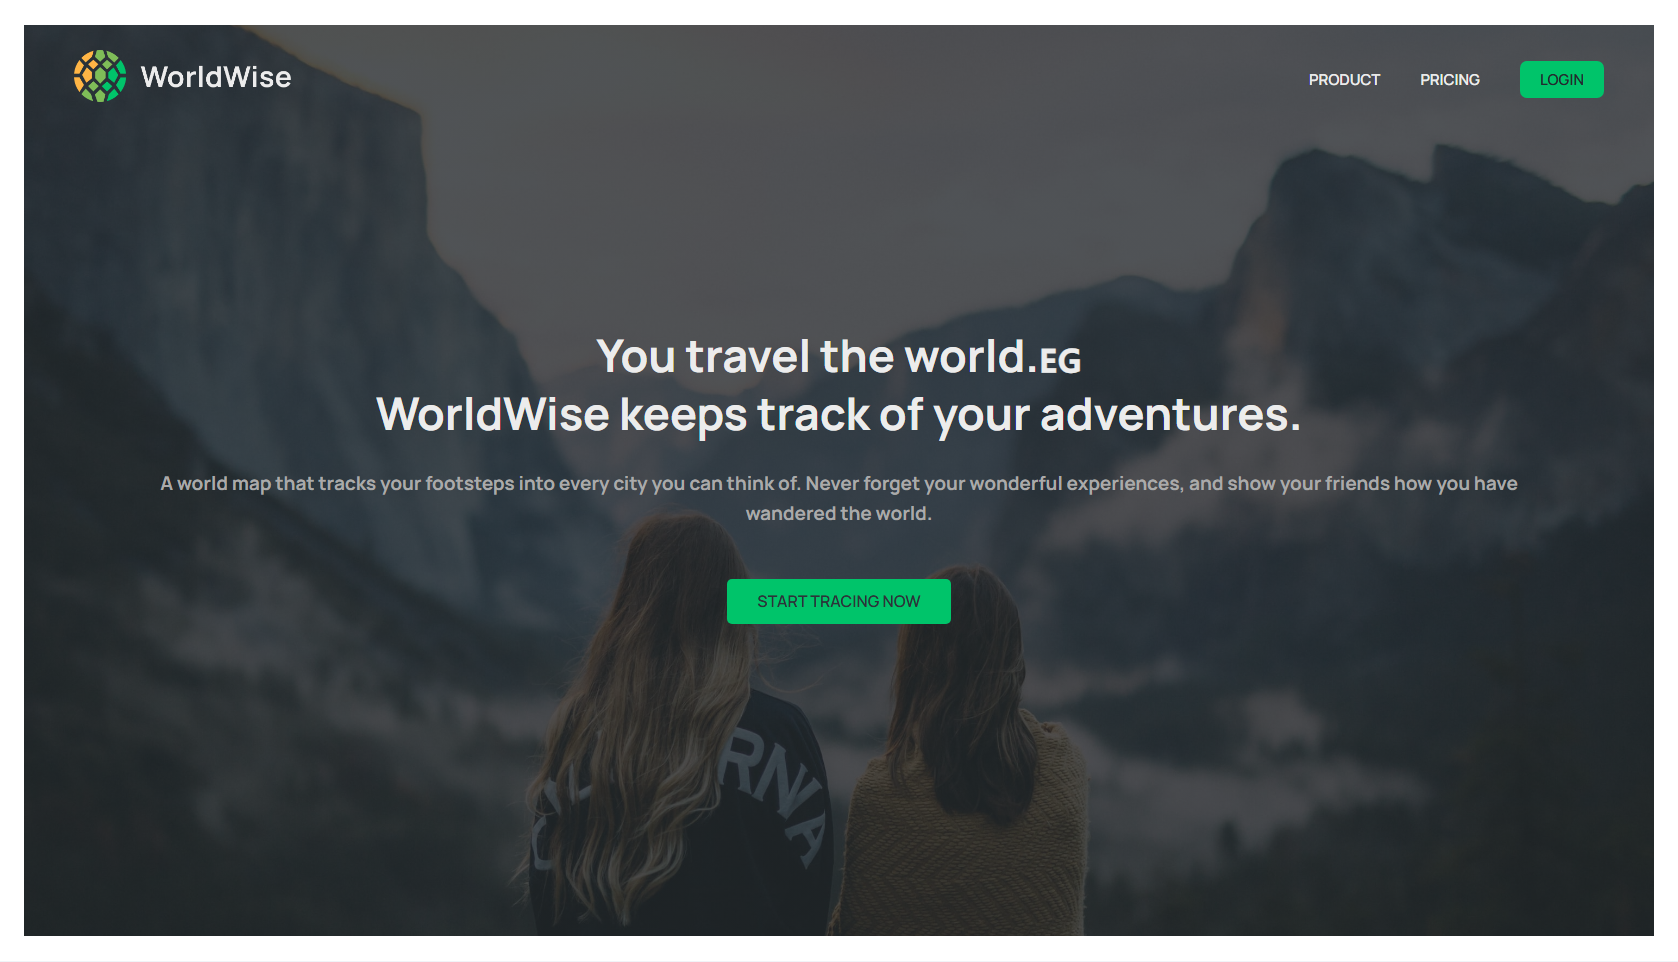 WorldWise
PRODUCT PRICING LOGIN
You travel the world.🇪🇬
WorldWise keeps track of your adventures.
A world map that tracks your footsteps into every city you can think of. Never forget your wonderful experiences, and show your friends how you have
wandered the world.
START TRACING NOW
RNA